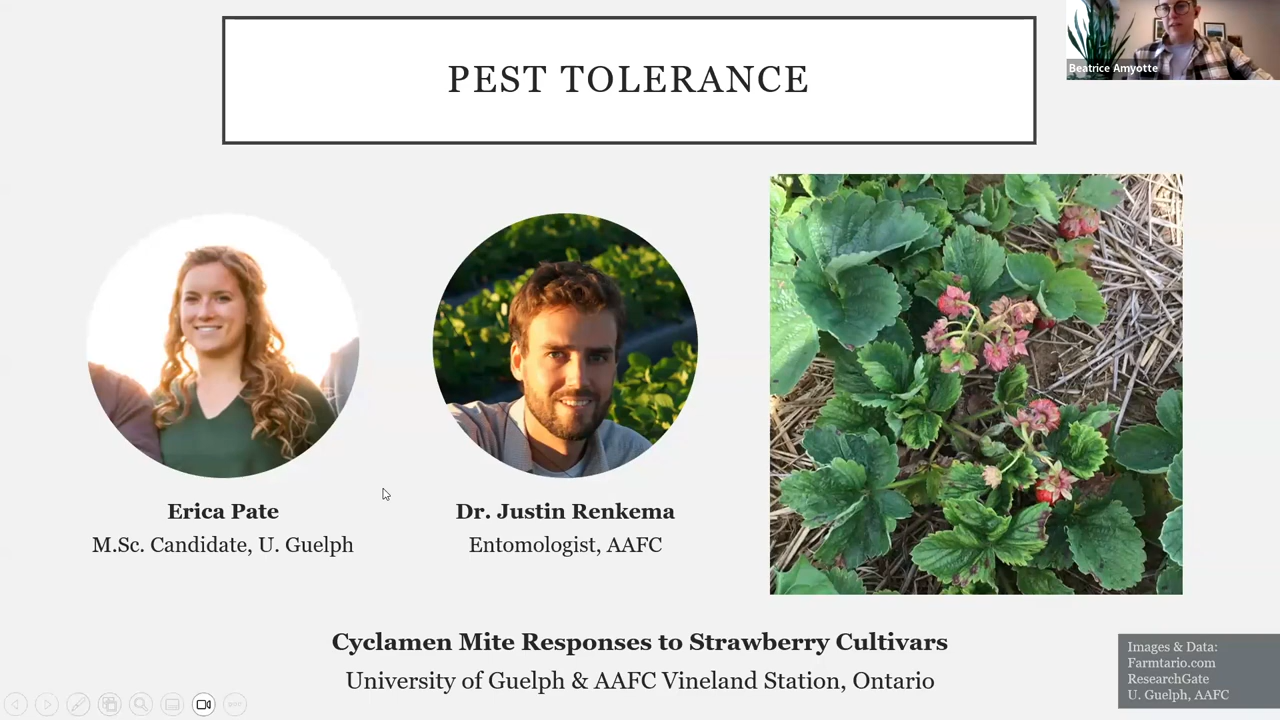 PEST TOLERANCE
Beatrice Amyotte
Erica Pate
M.Sc. Candidate, U. Guelph
Dr. Justin Renkema
Entomologist, AAFC
Cyclamen Mite Responses to Strawberry Cultivars
University of Guelph & AAFC Vineland Station, Ontario
Images & Data:
Farmtario.com
ResearchGate
U. Guelph, AAFC